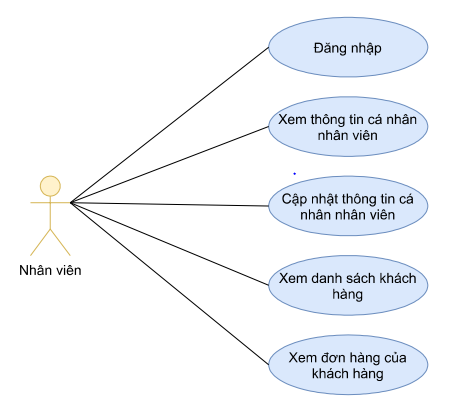 Đăng nhập
Xem thông tin cá nhân
nhân viên
Cập nhật thông tin cá
nhân nhân viên
Nhân viên
Xem danh sách khách
hàng
Xem đơn hàng của
khách hàng